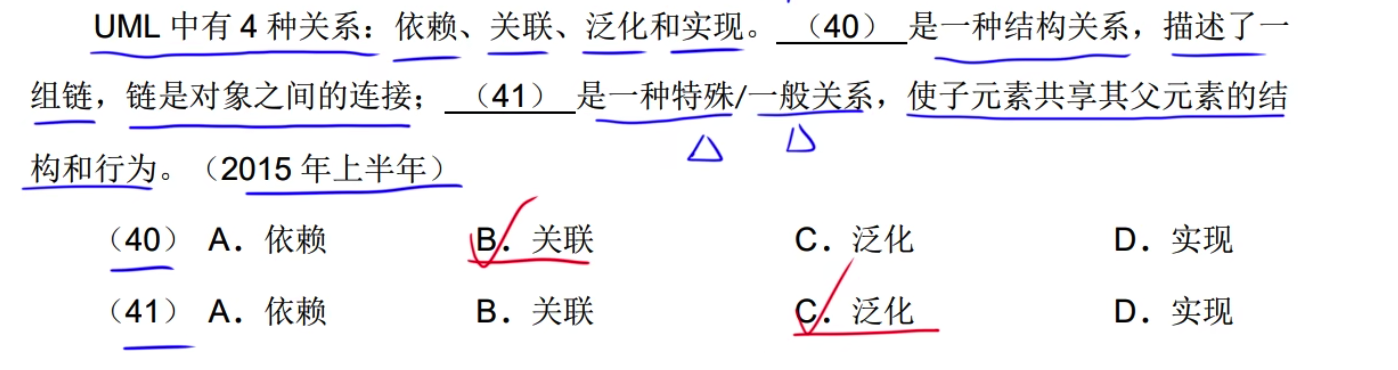 UML 中有 4 种关系：依赖、关联、泛化和实现。（40）是一种结构关系，描述了一
组链，链是对象之间的连接；（41）是一种特殊/一般关系，使子元素共享其父元素的结
构和行为。（2015 年上半年）
（40） A．依赖 B．关联 C．泛化 D．实现
（41） A．依赖 B．关联 C．泛化 D．实现